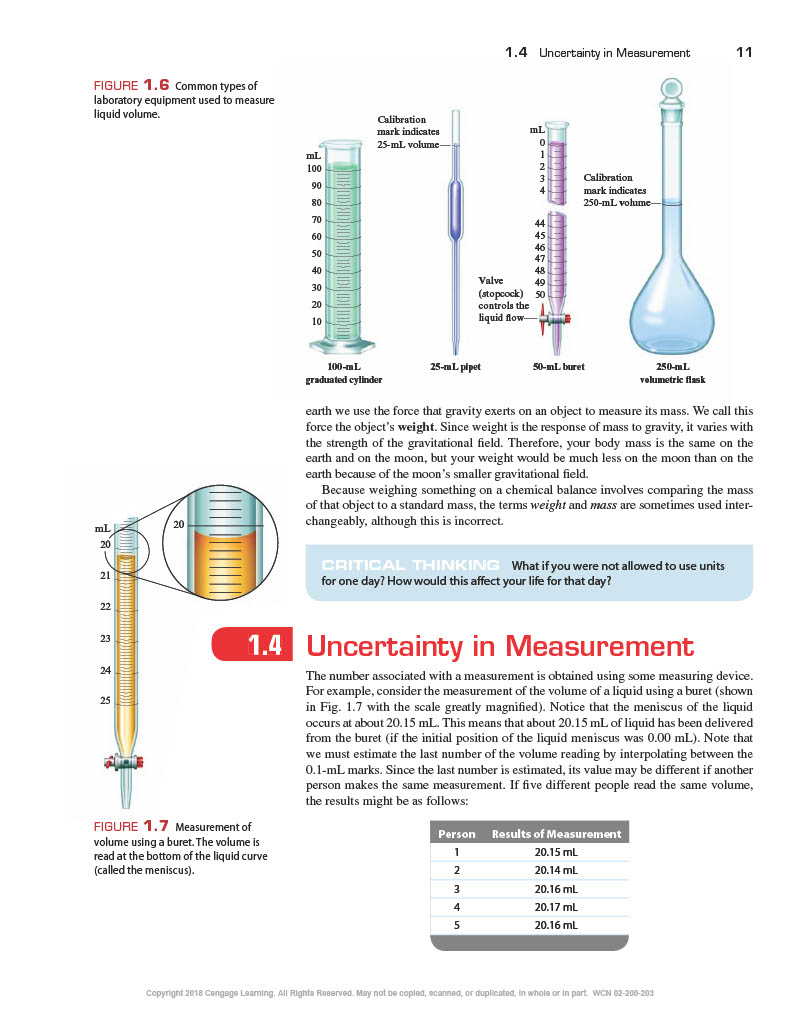 1.4 Uncertainty in Measurement 11
FIGURE 1.6 Common types of
laboratory equipment used to measure
liquid volume.
mL
100
90
80
70
60
50
40
30
20
10
100-mL
graduated cylinder
Calibration
mark indicates
25-mL volume
25-mL pipet
mL
0
1
2
3
4
44
45
46
47
48
49
50
Valve
(stopcock)
controls the
liquid flow
50-mL buret
Calibration
mark indicates
250-mL volume
250-mL
volumetric flask
earth we use the force that gravity exerts on an object to measure its mass. We call this
force the object's weight. Since weight is the response of mass to gravity, it varies with
the strength of the gravitational field. Therefore, your body mass is the same on the
earth and on the moon, but your weight would be much less on the moon than on the
earth because of the moon's smaller gravitational field.
Because weighing something on a chemical balance involves comparing the mass
of that object to a standard mass, the terms weight and mass are sometimes used inter-
changeably, although this is incorrect.
CRITICAL THINKING What if you were not allowed to use units
for one day? How would this affect your life for that day?
mL
20
21
22
23
24
25
20
FIGURE 1.7 Measurement of
volume using a buret. The volume is
read at the bottom of the liquid curve
(called the meniscus).
1.4 Uncertainty in Measurement
The number associated with a measurement is obtained using some measuring device.
For example, consider the measurement of the volume of a liquid using a buret (shown
in Fig. 1.7 with the scale greatly magnified). Notice that the meniscus of the liquid
occurs at about 20.15 mL. This means that about 20.15 mL of liquid has been delivered
from the buret (if the initial position of the liquid meniscus was 0.00 mL). Note that
we must estimate the last number of the volume reading by interpolating between the
0.1-mL marks. Since the last number is estimated, its value may be different if another
person makes the same measurement. If five different people read the same volume,
the results might be as follows:
Person Results of Measurement
1 20.15 mL
2 20.14 mL
3 20.16 mL
4 20.17 mL
5 20.16 mL
Copyright 2018 Cengage Learning. All Rights Reserved. May not be copied, scanned, or duplicated, in whole or in part. WCN 02-200-203